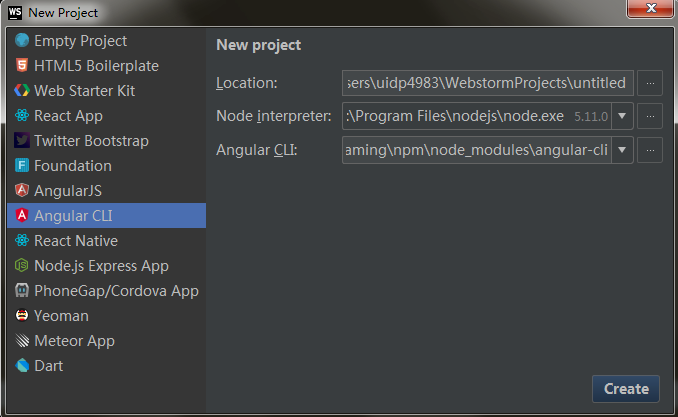 WS New Project
Empty Project
HTML5 Boilerplate
Web Starter Kit
React App
Twitter Bootstrap
Foundation
AngularJS
Angular CLI
React Native
Node.js Express App
PhoneGap/Cordova App
Yeoman
Meteor App
Dart
New project
Location: sers\uidp4983\WebstormProjects\untitled ...
Node interpreter: :\Program Files\nodejs\node.exe 5.11.0 ...
Angular CLI: aming\npm\node_modules\angular-cli ...
Create